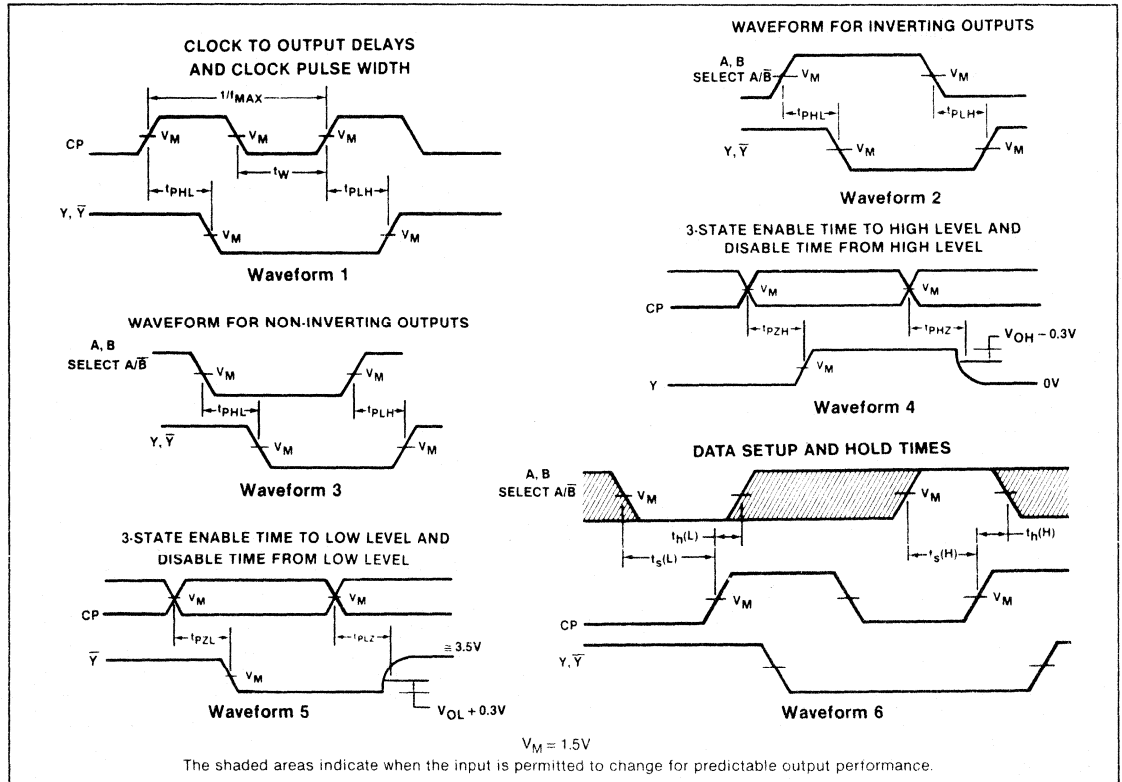 CLOCK TO OUTPUT DELAYS
AND CLOCK PULSE WIDTH
1/fMAX
CP
VM
VM
VM
tW
tPHL
tPLH
Y, Y̅
VM
VM
Waveform 1
WAVEFORM FOR INVERTING OUTPUTS
A, B
SELECT A/B̅
VM
VM
tPHL
tPLH
Y, Y̅
VM
VM
Waveform 2
WAVEFORM FOR NON-INVERTING OUTPUTS
A, B
SELECT A/B̅
VM
VM
tPHL
tPLH
Y, Y̅
VM
VM
Waveform 3
3-STATE ENABLE TIME TO HIGH LEVEL AND
DISABLE TIME FROM HIGH LEVEL
VM
VM
CP
tPZH
tPHZ
VOH − 0.3V
VM
Y
0V
Waveform 4
3-STATE ENABLE TIME TO LOW LEVEL AND
DISABLE TIME FROM LOW LEVEL
VM
VM
CP
tPZL
tPLZ
≅ 3.5V
Y̅
VM
VOL + 0.3V
Waveform 5
DATA SETUP AND HOLD TIMES
A, B
SELECT A/B̅
VM
VM
th(L)
th(H)
ts(L)
ts(H)
VM
VM
CP
Y, Y̅
Waveform 6
VM = 1.5V
The shaded areas indicate when the input is permitted to change for predictable output performance.